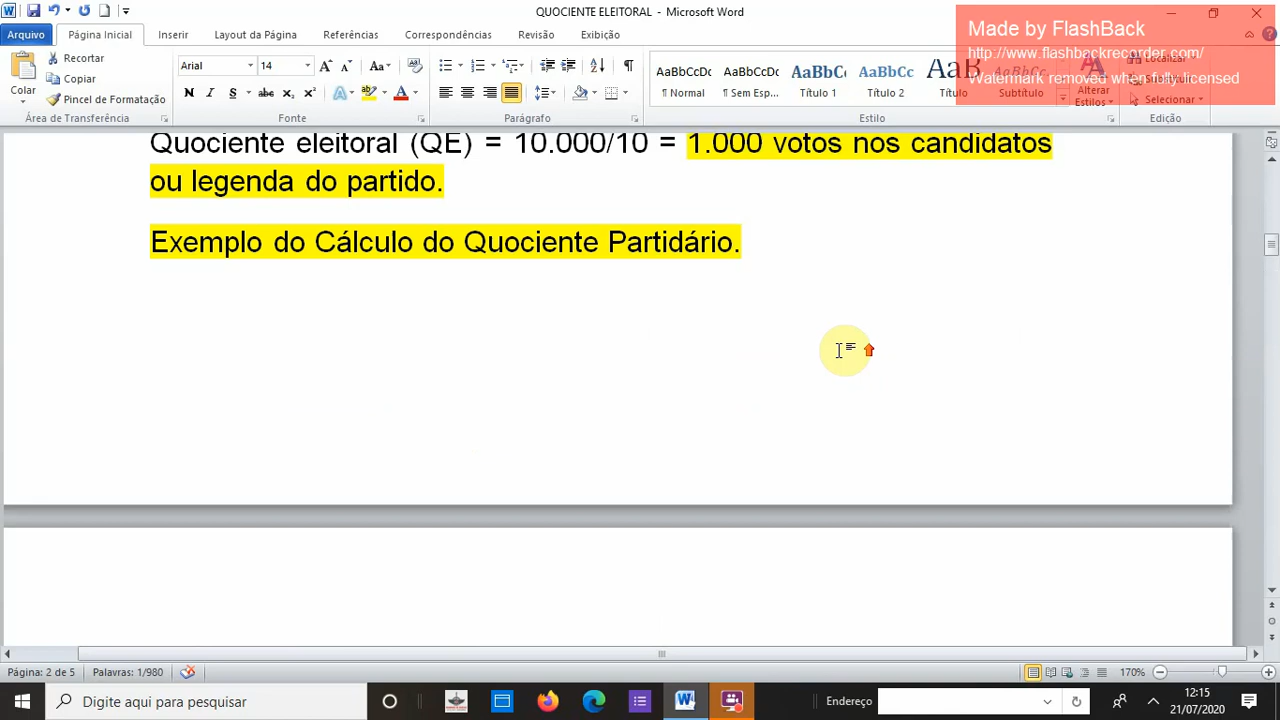 QUOCIENTE ELEITORAL - Microsoft Word
Made by FlashBack
http://www.flashbackrecorder.com/
Watermark removed when fully licensed
Arquivo Página Inicial Inserir Layout da Página Referências Correspondências Revisão Exibição
Colar
Recortar
Copiar
Pincel de Formatação
Área de Transferência
Arial 14
N I S abc x₂ x²
Fonte
Parágrafo
AaBbCcDc AaBbCcDc AaBbC AaBbCc AaB AaBbCc.
¶ Normal ¶ Sem Esp... Título 1 Título 2 Título Subtítulo
Alterar
Estilos
Estilo
Localizar
Selecionar
Edição
Quociente eleitoral (QE) = 10.000/10 = 1.000 votos nos candidatos
ou legenda do partido.
Exemplo do Cálculo do Quociente Partidário.
Página: 2 de 5 Palavras: 1/980 170%
Digite aqui para pesquisar
Endereço
12:15
21/07/2020